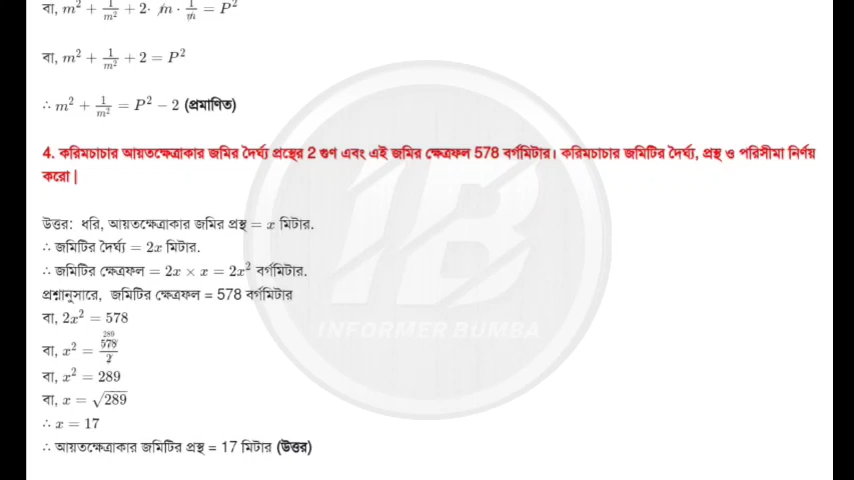 বা, m² + 1/m² + 2· m · 1/m = P²
বা, m² + 1/m² + 2 = P²
∴ m² + 1/m² = P² − 2 (প্রমাণিত)
4. করিমচাচার আয়তক্ষেত্রাকার জমির দৈর্ঘ্য প্রস্থের 2 গুণ এবং এই জমির ক্ষেত্রফল 578 বর্গমিটার। করিমচাচার জমিটির দৈর্ঘ্য, প্রস্থ ও পরিসীমা নির্ণয়
করো |
উত্তর: ধরি, আয়তক্ষেত্রাকার জমির প্রস্থ = x মিটার.
∴ জমিটির দৈর্ঘ্য = 2x মিটার.
∴ জমিটির ক্ষেত্রফল = 2x × x = 2x² বর্গমিটার.
প্রশ্নানুসারে, জমিটির ক্ষেত্রফল = 578 বর্গমিটার
বা, 2x² = 578
289
বা, x² = 578/2
বা, x² = 289
বা, x = √289
∴ x = 17
∴ আয়তক্ষেত্রাকার জমিটির প্রস্থ = 17 মিটার (উত্তর)
IB
INFORMER BUMBA